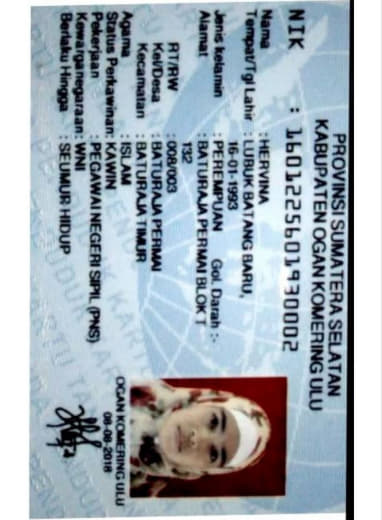 PROVINSI SUMATERA SELATAN
KABUPATEN OGAN KOMERING ULU
NIK : 1601225601930002
Nama : HERVINA
Tempat/Tgl Lahir : LUBUK BATANG BARU,
16-01-1993
Jenis kelamin : PEREMPUAN Gol. Darah :-
Alamat : BATURAJA PERMAI BLOK T
132
RT/RW : 008/003
Kel/Desa : BATURAJA PERMAI
Kecamatan : BATURAJA TIMUR
Agama : ISLAM
Status Perkawinan: KAWIN
Pekerjaan : PEGAWAI NEGERI SIPIL (PNS)
Kewarganegaraan: WNI
Berlaku Hingga : SEUMUR HIDUP
OGAN KOMERING ULU
08-08-2018